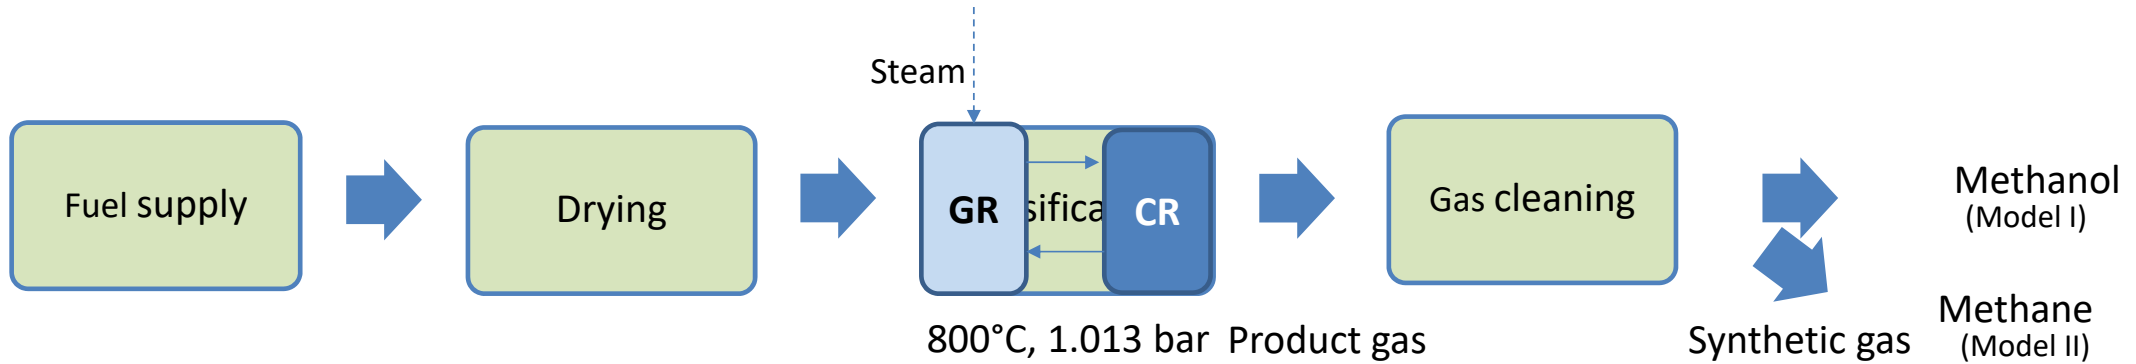 Steam
Fuel supply
Drying
GR
sifica
CR
Gas cleaning
Methanol
(Model I)
800°C, 1.013 bar
Product gas
Synthetic gas
Methane
(Model II)